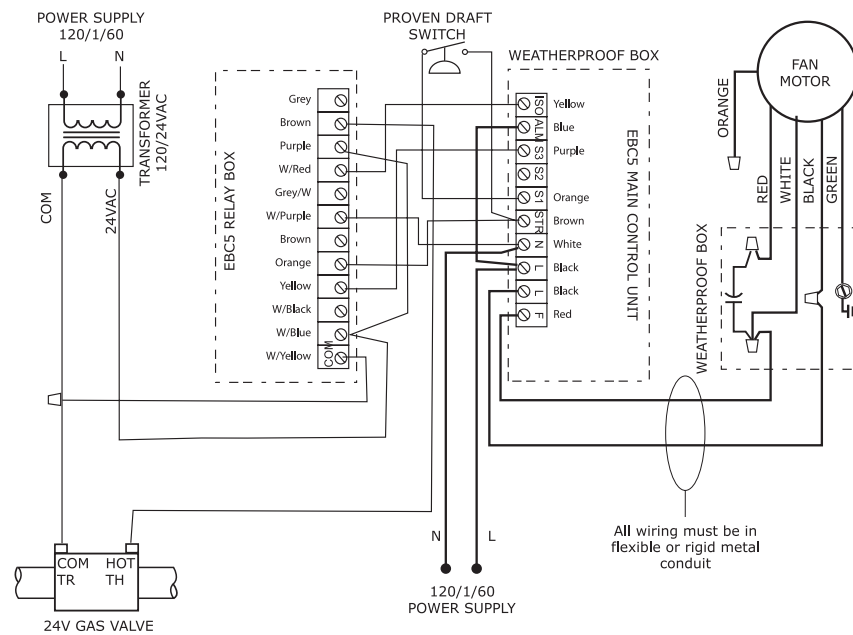 POWER SUPPLY
120/1/60
L
N
TRANSFORMER
120/24VAC
COM
24VAC
EBC5 RELAY BOX
Grey
Brown
Purple
W/Red
Grey/W
W/Purple
Brown
Orange
Yellow
W/Black
W/Blue
W/Yellow
COM
PROVEN DRAFT
SWITCH
WEATHERPROOF BOX
ISO
Yellow
ALM
Blue
S3
Purple
S2
S1
Orange
STR
Brown
N
White
L
Black
L
Black
F
Red
EBC5 MAIN CONTROL UNIT
FAN
MOTOR
ORANGE
RED
WHITE
BLACK
GREEN
WEATHERPROOF BOX
All wiring must be in
flexible or rigid metal
conduit
N
L
120/1/60
POWER SUPPLY
COM
TR
HOT
TH
24V GAS VALVE